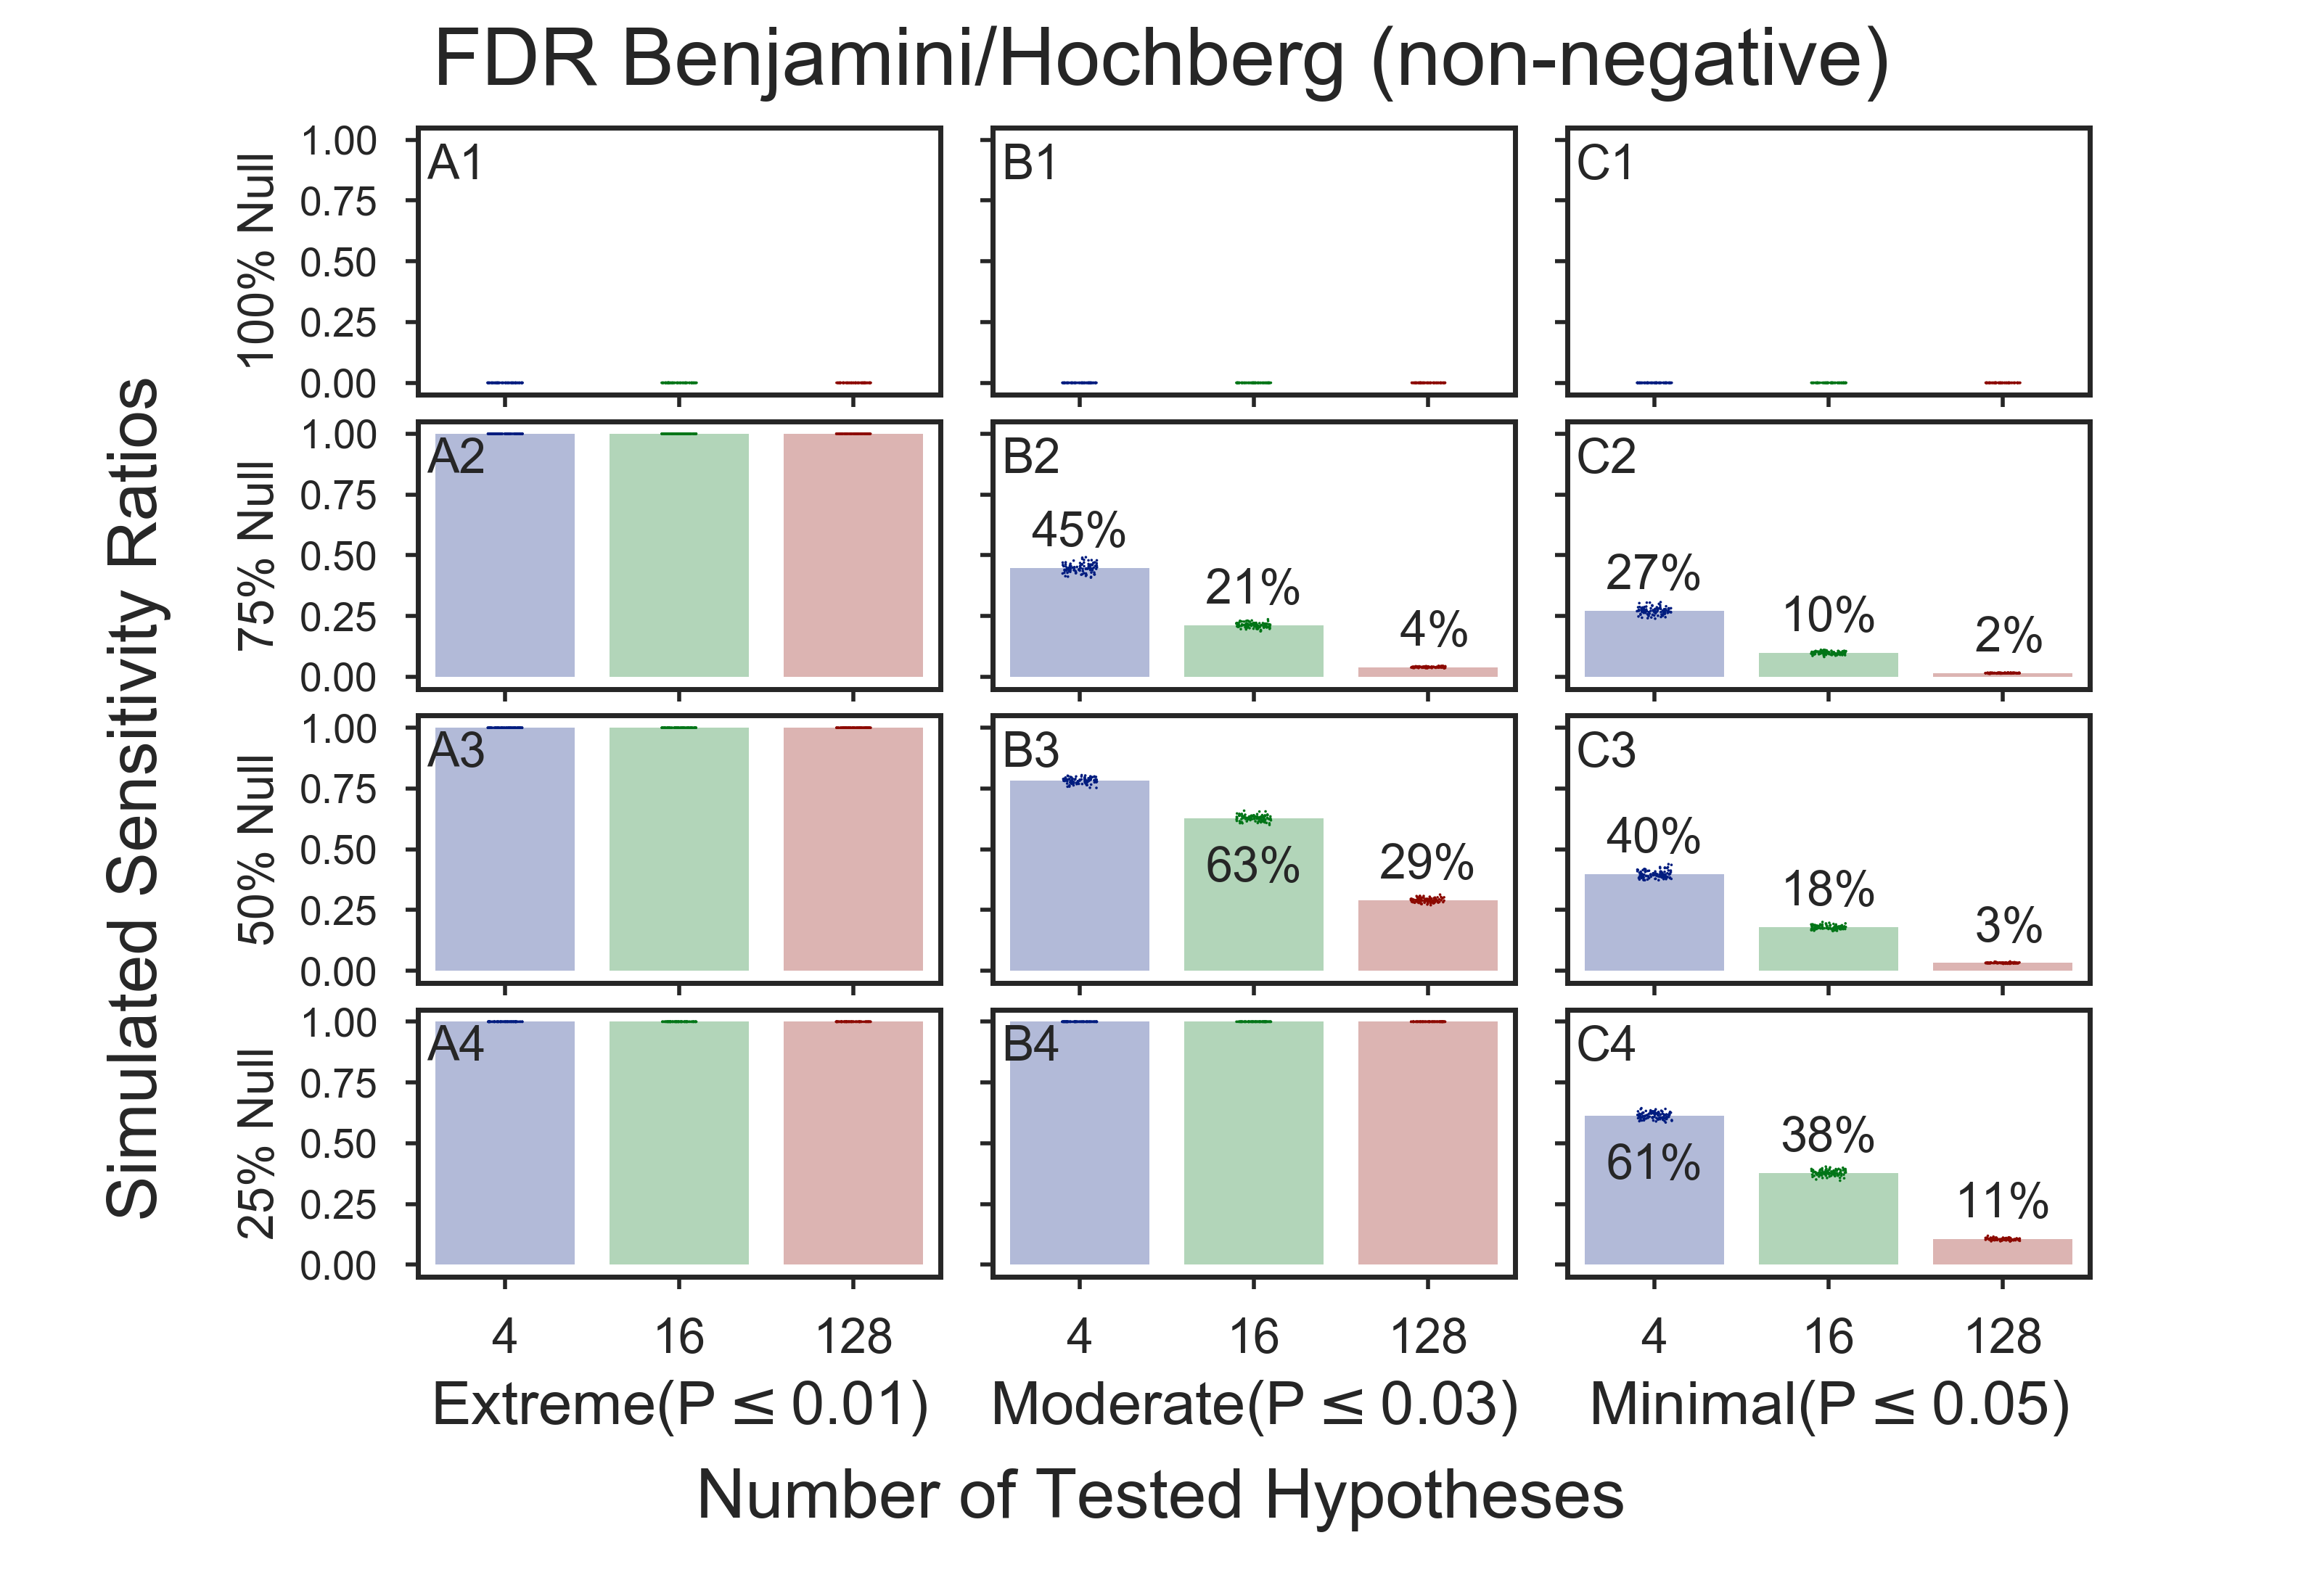 FDR Benjamini/Hochberg (non-negative)
Simulated Sensitivity Ratios
100% Null
1.00
0.75
0.50
0.25
0.00
A1
B1
C1
75% Null
1.00
0.75
0.50
0.25
0.00
A2
B2
45%
21%
4%
C2
27%
10%
2%
50% Null
1.00
0.75
0.50
0.25
0.00
A3
B3
63%
29%
C3
40%
18%
3%
25% Null
1.00
0.75
0.50
0.25
0.00
A4
B4
C4
61%
38%
11%
4 16 128
4 16 128
4 16 128
Extreme(P ≤ 0.01)
Moderate(P ≤ 0.03)
Minimal(P ≤ 0.05)
Number of Tested Hypotheses